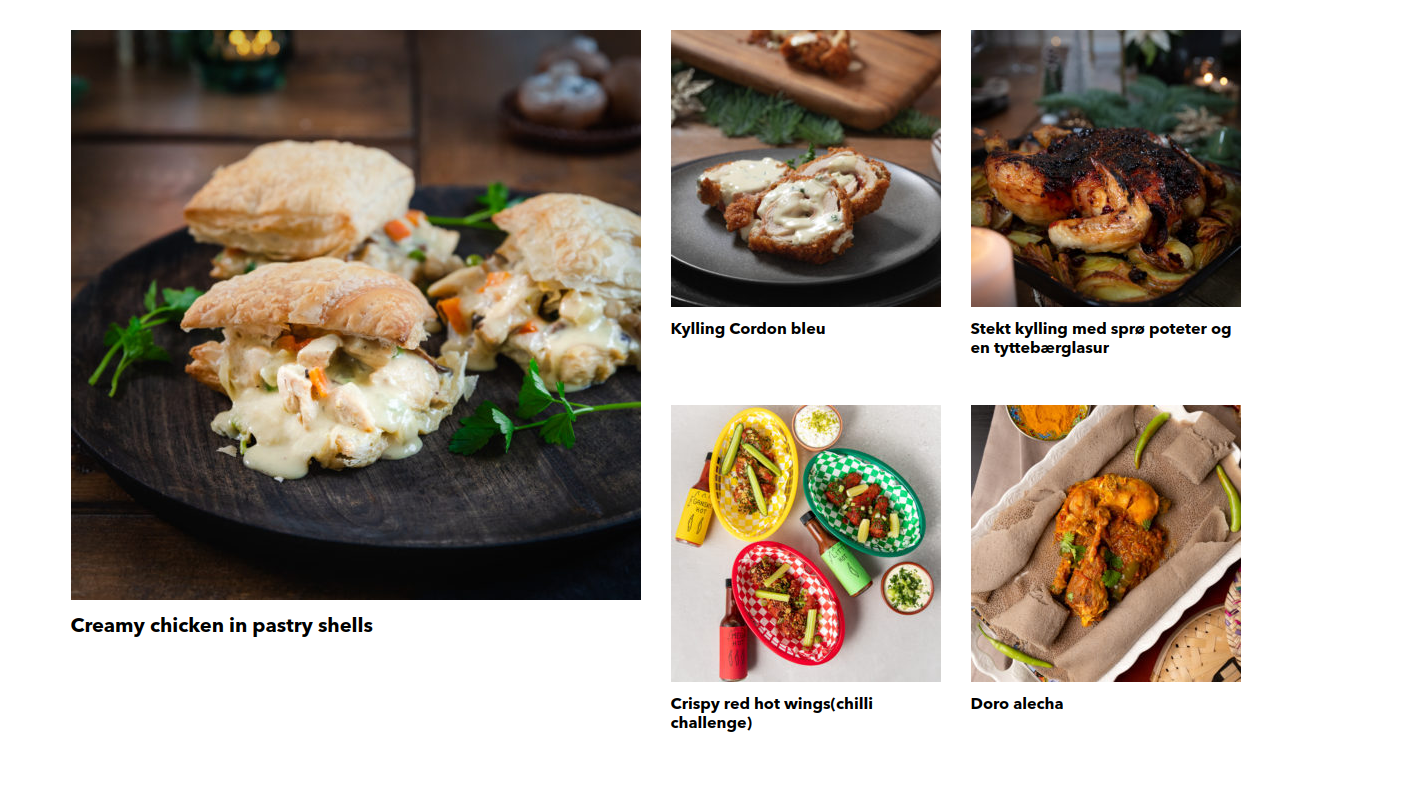 Creamy chicken in pastry shells
Kylling Cordon bleu
Stekt kylling med sprø poteter og
en tyttebærglasur
Crispy red hot wings(chilli
challenge)
Doro alecha